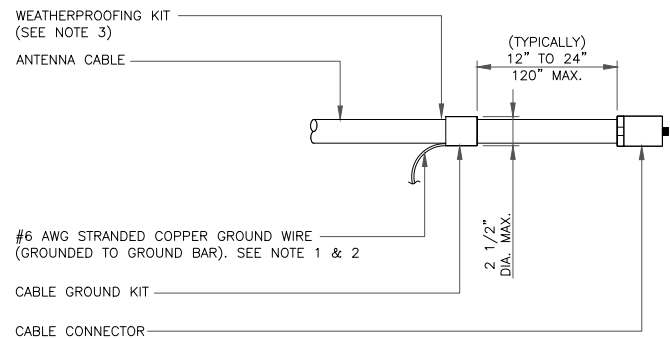 WEATHERPROOFING KIT
(SEE NOTE 3)
ANTENNA CABLE
(TYPICALLY)
12" TO 24"
120" MAX.
#6 AWG STRANDED COPPER GROUND WIRE
(GROUNDED TO GROUND BAR). SEE NOTE 1 & 2
2 1/2"
DIA. MAX.
CABLE GROUND KIT
CABLE CONNECTOR